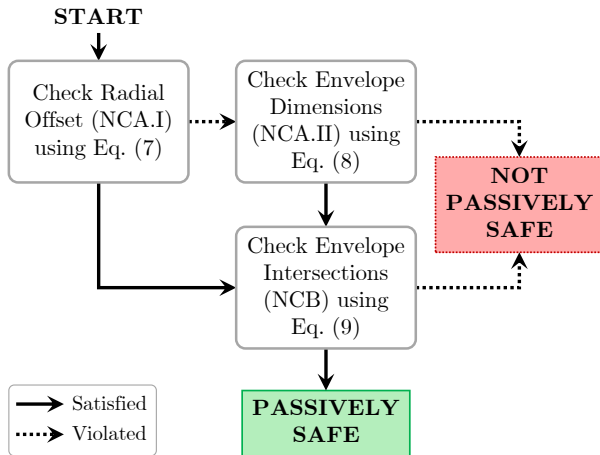 START
Check Radial
Offset (NCA.I)
using Eq. (7)
Check Envelope
Dimensions
(NCA.II) using
Eq. (8)
NOT
PASSIVELY
SAFE
Check Envelope
Intersections
(NCB) using
Eq. (9)
PASSIVELY
SAFE
Satisfied
Violated